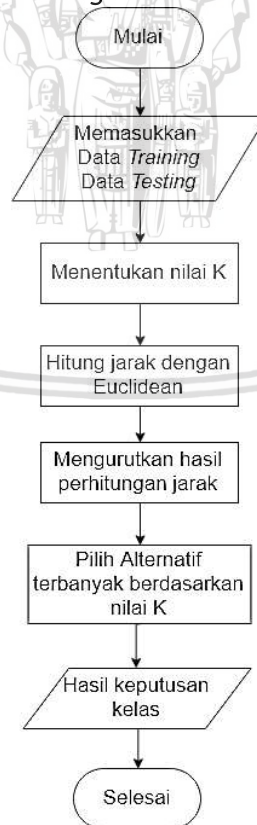 Mulai
Memasukkan
Data Training
Data Testing
Menentukan nilai K
Hitung jarak dengan
Euclidean
Mengurutkan hasil
perhitungan jarak
Pilih Alternatif
terbanyak berdasarkan
nilai K
Hasil keputusan
kelas
Selesai